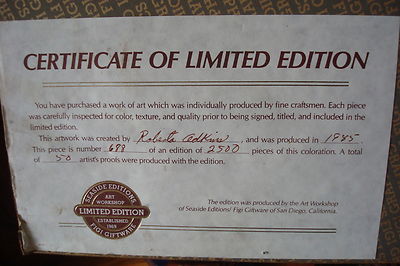 CERTIFICATE OF LIMITED EDITION
You have purchased a work of art which was individually produced by fine craftsmen. Each piece
was carefully inspected for color, texture, and quality prior to being signed, titled, and included in the
limited edition.
This artwork was created by Roberta Adkins, and was produced in 1985.
This piece is number 698 of an edition of 2500 pieces of this coloration. A total
of 50 artist's proofs were produced with the edition.
SEASIDE EDITIONS
ART
WORKSHOP
LIMITED EDITION
ESTABLISHED
1969
FIGI GIFTWARE
The edition was produced by the Art Workshop
of Seaside Editions/ Figi Giftware of San Diego, California.